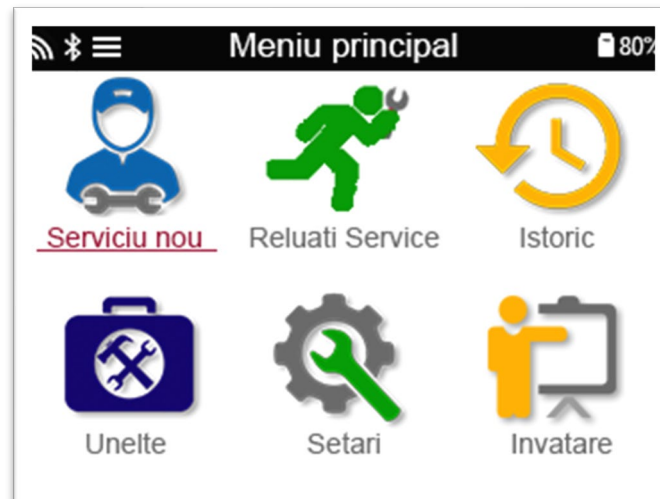 Meniu principal 80%
Serviciu nou Reluati Service Istoric
Unelte Setari Invatare